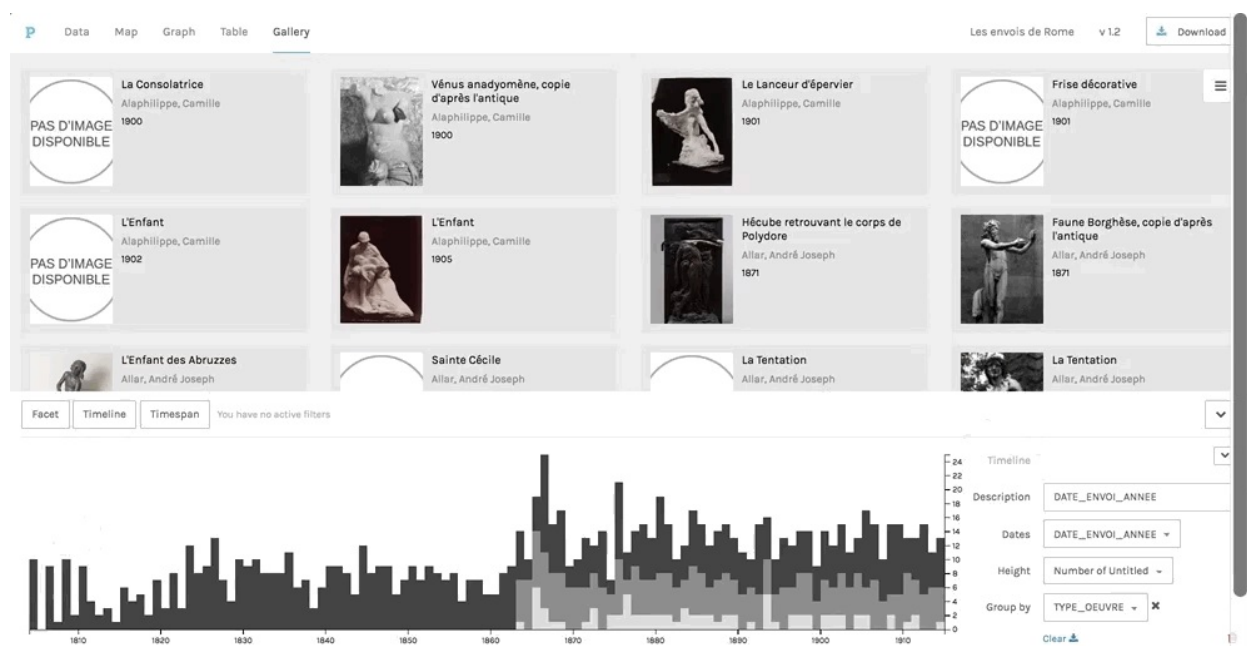 P Data Map Graph Table Gallery Les envois de Rome v 1.2 Download
La Consolatrice
Alaphilippe, Camille
1900
PAS D'IMAGE
DISPONIBLE
Vénus anadyomène, copie
d'après l'antique
Alaphilippe, Camille
1900
Le Lanceur d'épervier
Alaphilippe, Camille
1901
Frise décorative
Alaphilippe, Camille
1901
PAS D'IMAGE
DISPONIBLE
L'Enfant
Alaphilippe, Camille
1902
PAS D'IMAGE
DISPONIBLE
L'Enfant
Alaphilippe, Camille
1905
Hécube retrouvant le corps de
Polydore
Allar, André Joseph
1871
Faune Borghèse, copie d'après
l'antique
Allar, André Joseph
1871
L'Enfant des Abruzzes
Allar, André Joseph
Sainte Cécile
Allar, André Joseph
La Tentation
Allar, André Joseph
La Tentation
Allar, André Joseph
Facet Timeline Timespan You have no active filters
24
22
20
18
16
14
12
10
8
6
4
2
0
1810 1820 1830 1840 1850 1860 1870 1880 1890 1900 1910
Timeline
Description DATE_ENVOI_ANNEE
Dates DATE_ENVOI_ANNEE
Height Number of Untitled
Group by TYPE_OEUVRE ×
Clear